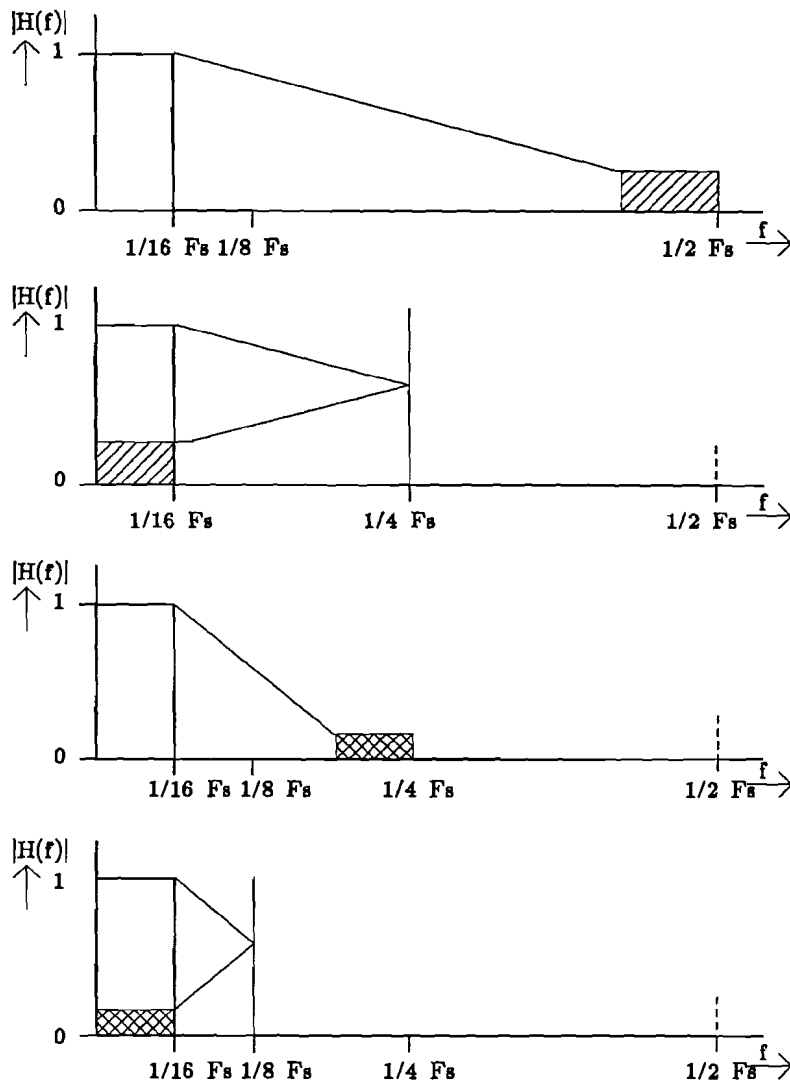 |H(f)|
1
0
1/16 Fs 1/8 Fs 1/2 Fs f
|H(f)|
1
0
1/16 Fs 1/4 Fs 1/2 Fs f
|H(f)|
1
0
1/16 Fs 1/8 Fs 1/4 Fs 1/2 Fs f
|H(f)|
1
0
1/16 Fs 1/8 Fs 1/4 Fs 1/2 Fs f